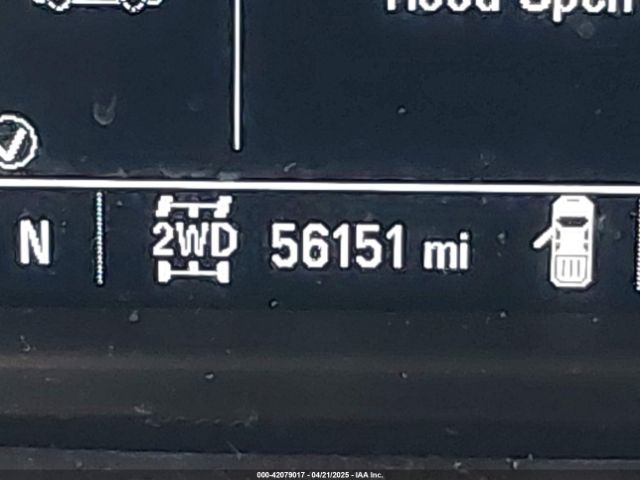 Hood Open
N
2WD
56151 mi
000-42079017 - 04/21/2025 - IAA Inc.